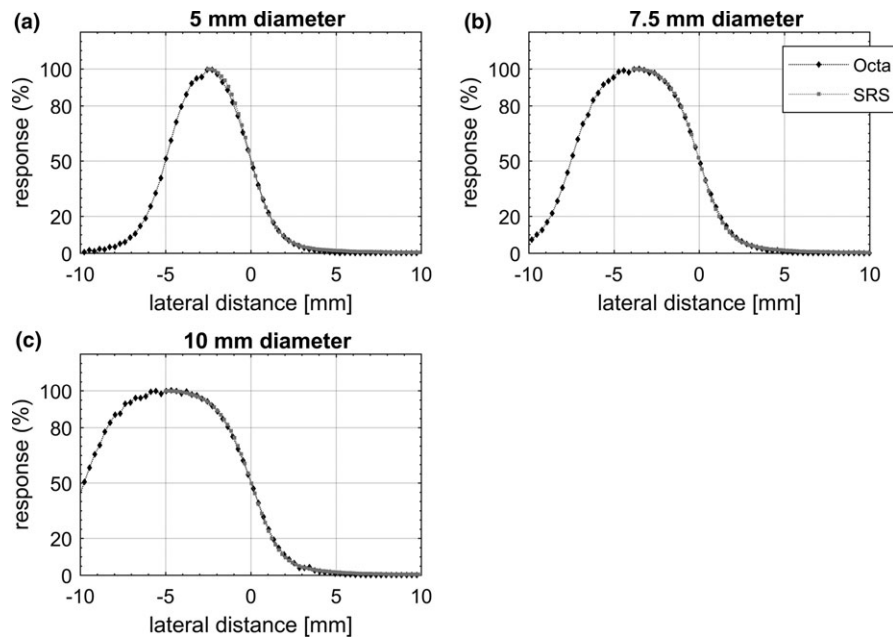 (a)
5 mm diameter
response (%)
100
80
50
20
0
-10
-5
0
5
10
lateral distance [mm]
(b)
7.5 mm diameter
Octa
SRS
response (%)
100
80
50
20
0
-10
-5
0
5
10
lateral distance [mm]
(c)
10 mm diameter
response (%)
100
80
50
20
0
-10
-5
0
5
10
lateral distance [mm]